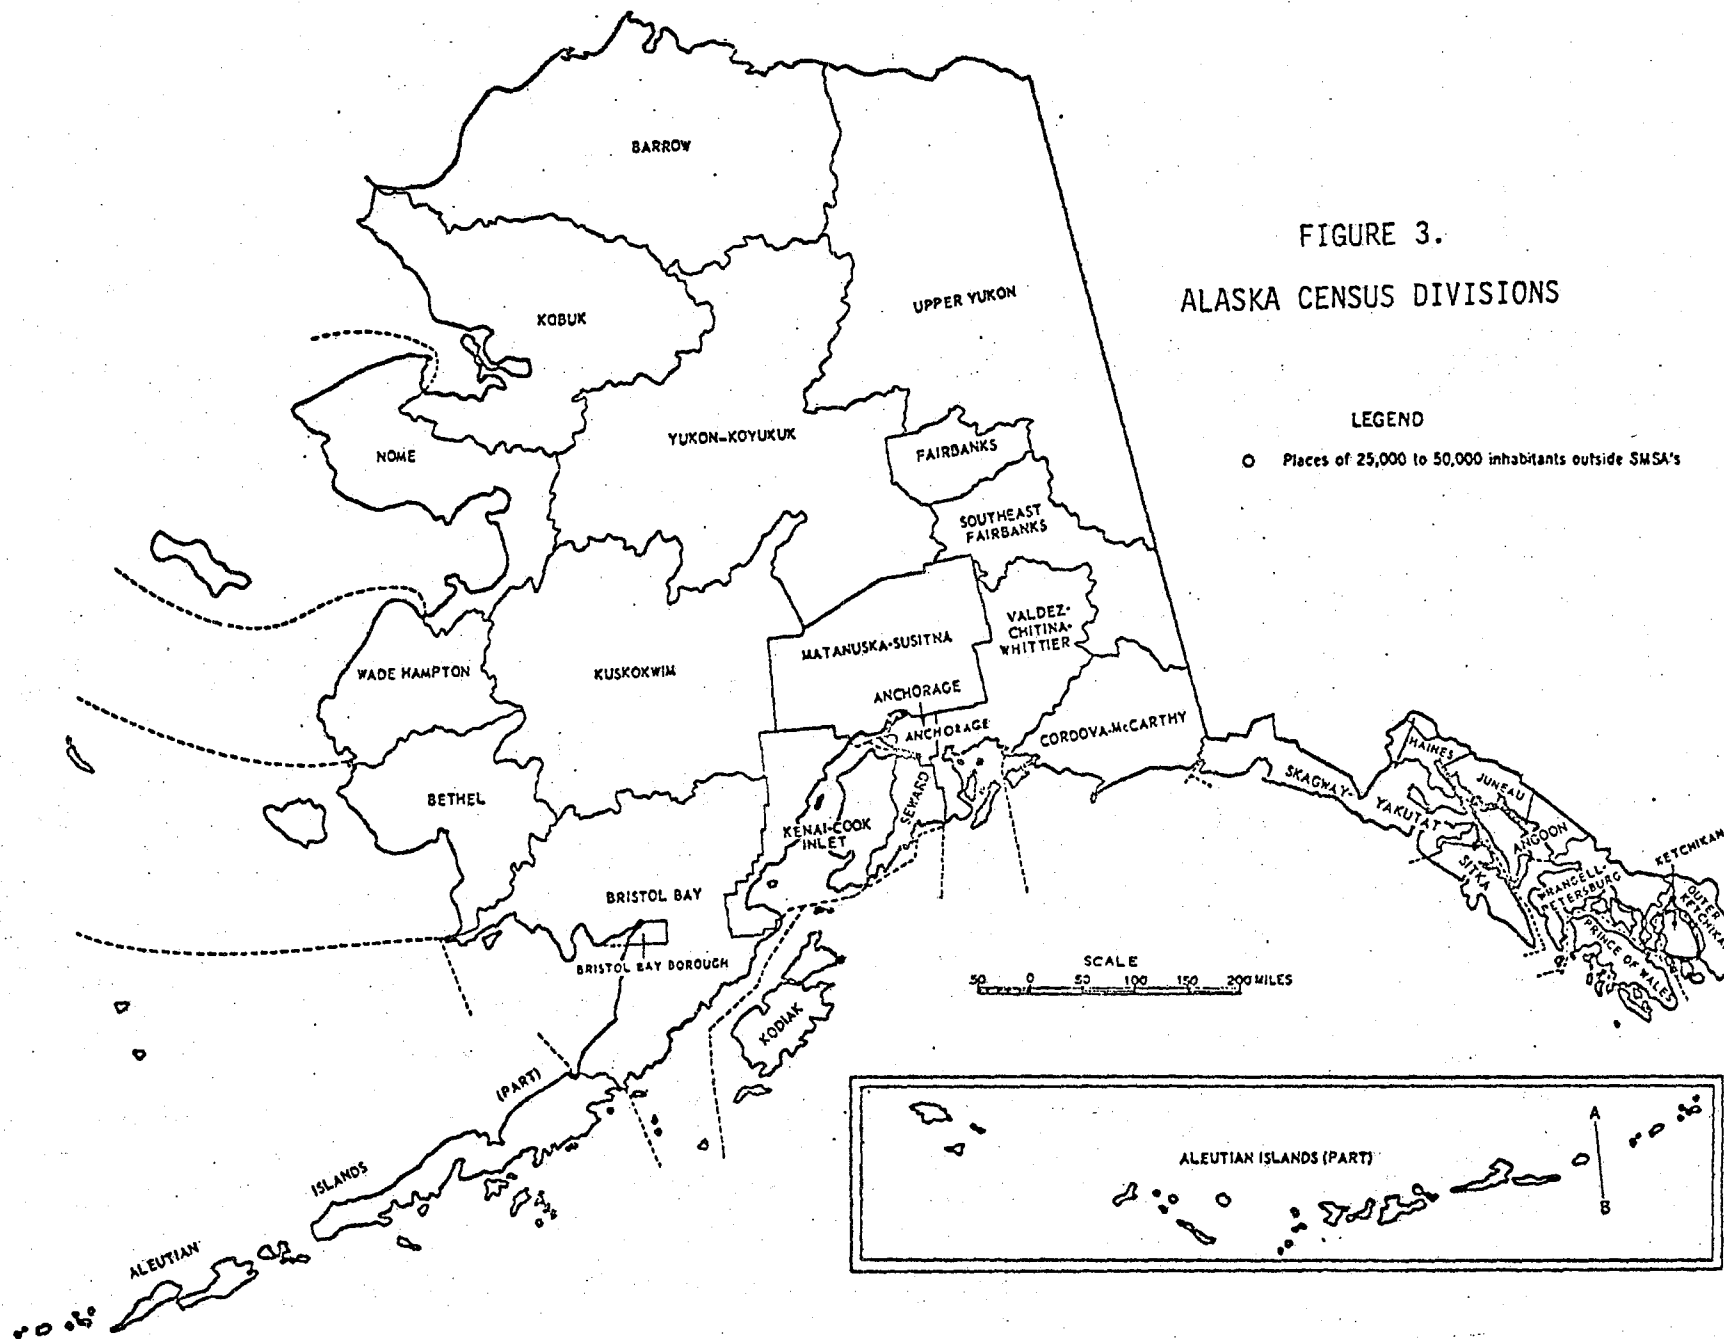 FIGURE 3.
ALASKA CENSUS DIVISIONS
LEGEND
Places of 25,000 to 50,000 inhabitants outside SMSA's
BARROW
UPPER YUKON
KOBUK
YUKON-KOYUKUK
NOME
FAIRBANKS
SOUTHEAST
FAIRBANKS
VALDEZ-
CHITINA-
WHITTIER
MATANUSKA-SUSITNA
WADE HAMPTON
KUSKOKWIM
ANCHORAGE
ANCHORAGE
CORDOVA-McCARTHY
BETHEL
SEWARD
KENAI-COOK
INLET
SKAGWAY-
YAKUTAT
HAINES
JUNEAU
ANGOON
SITKA
WRANGELL-
PETERSBURG
KETCHIKAN
OUTER
KETCHIKAN
PRINCE OF WALES
BRISTOL BAY
BRISTOL BAY BOROUGH
KODIAK
SCALE
50 0 50 100 150 200 MILES
(PART)
ISLANDS
ALEUTIAN
ALEUTIAN ISLANDS (PART)
A
B